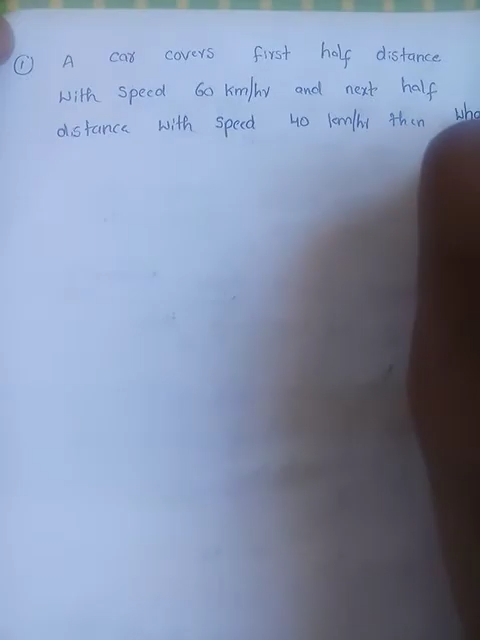 ① A car covers first half distance
with speed 60 km/hr and next half
distance with speed 40 km/hr then